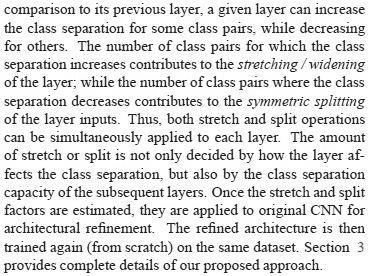 comparison to its previous layer, a given layer can increase
the class separation for some class pairs, while decreasing
for others. The number of class pairs for which the class
separation increases contributes to the stretching / widening
of the layer; while the number of class pairs where the class
separation decreases contributes to the symmetric splitting
of the layer inputs. Thus, both stretch and split operations
can be simultaneously applied to each layer. The amount
of stretch or split is not only decided by how the layer af-
fects the class separation, but also by the class separation
capacity of the subsequent layers. Once the stretch and split
factors are estimated, they are applied to original CNN for
architectural refinement. The refined architecture is then
trained again (from scratch) on the same dataset. Section 3
provides complete details of our proposed approach.